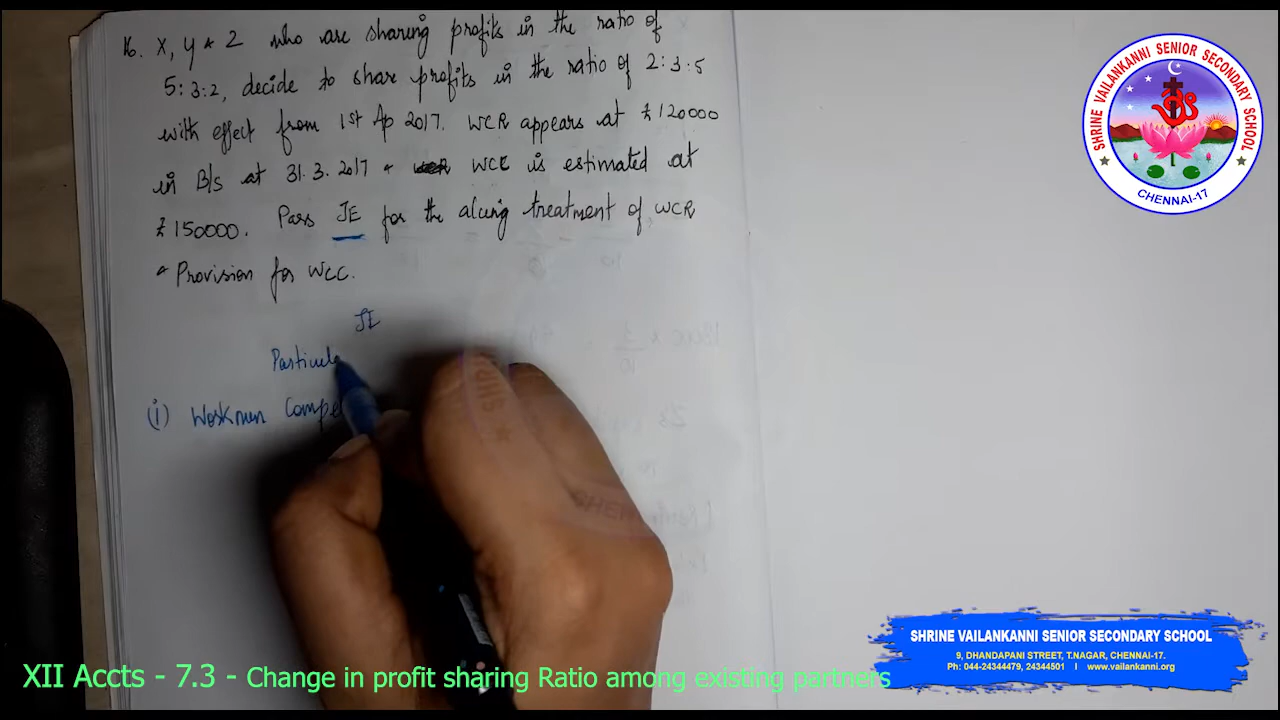 16. X, Y & Z who are sharing profits in the ratio of
5:3:2, decide to share profits in the ratio of 2:3:5
with effect from 1st Ap 2017. WCR appears at ₹120000
in B/s at 31.3.2017 & WCC is estimated at
₹150000. Pass JE for the alcing treatment of WCR
& Provision for WCC.
JE
Particula
(i) Workmen Compe
SHRINE VAILANKANNI SENIOR SECONDARY SCHOOL
CHENNAI-17
SHRINE VAILANKANNI SENIOR SECONDARY SCHOOL
9, DHANDAPANI STREET, T.NAGAR, CHENNAI-17.
Ph: 044-24344479, 24344501 I www.vailankanni.org
XII Accts - 7.3 - Change in profit sharing Ratio among existing partners